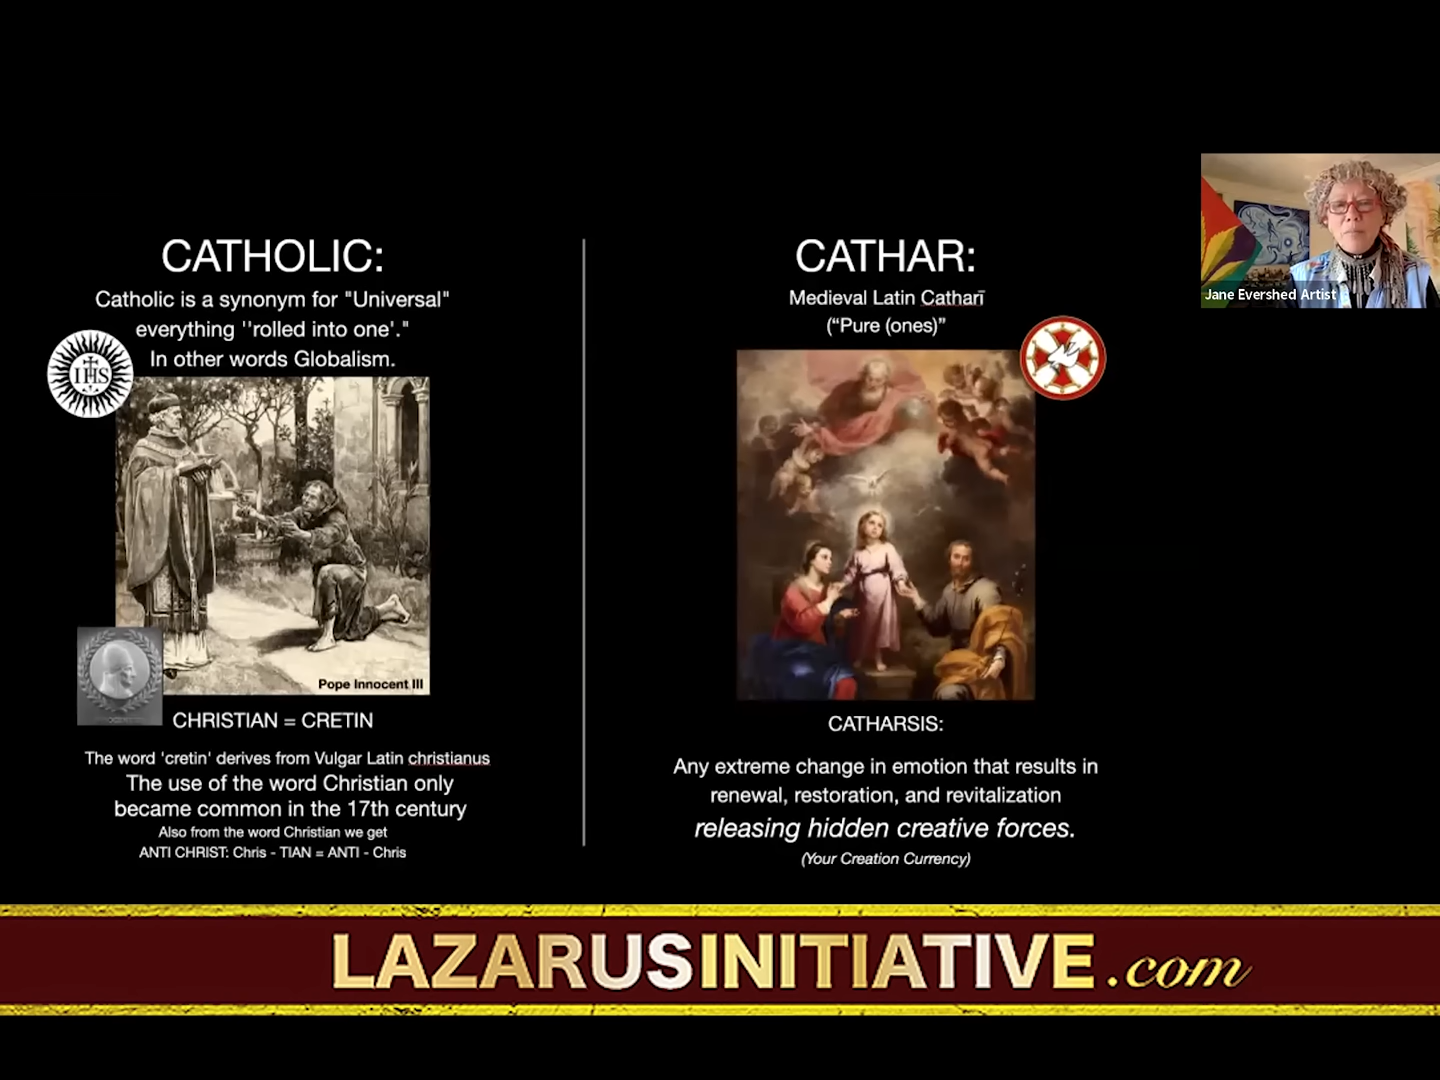 CATHOLIC:
Catholic is a synonym for "Universal"
everything ''rolled into one'."
In other words Globalism.
IHS
Pope Innocent III
CHRISTIAN = CRETIN
The word 'cretin' derives from Vulgar Latin christianus
The use of the word Christian only
became common in the 17th century
Also from the word Christian we get
ANTI CHRIST: Chris - TIAN = ANTI - Chris
CATHAR:
Medieval Latin Catharī
(“Pure (ones)”
CATHARSIS:
Any extreme change in emotion that results in
renewal, restoration, and revitalization
releasing hidden creative forces.
(Your Creation Currency)
Jane Evershed Artist
LAZARUSINITIATIVE.com